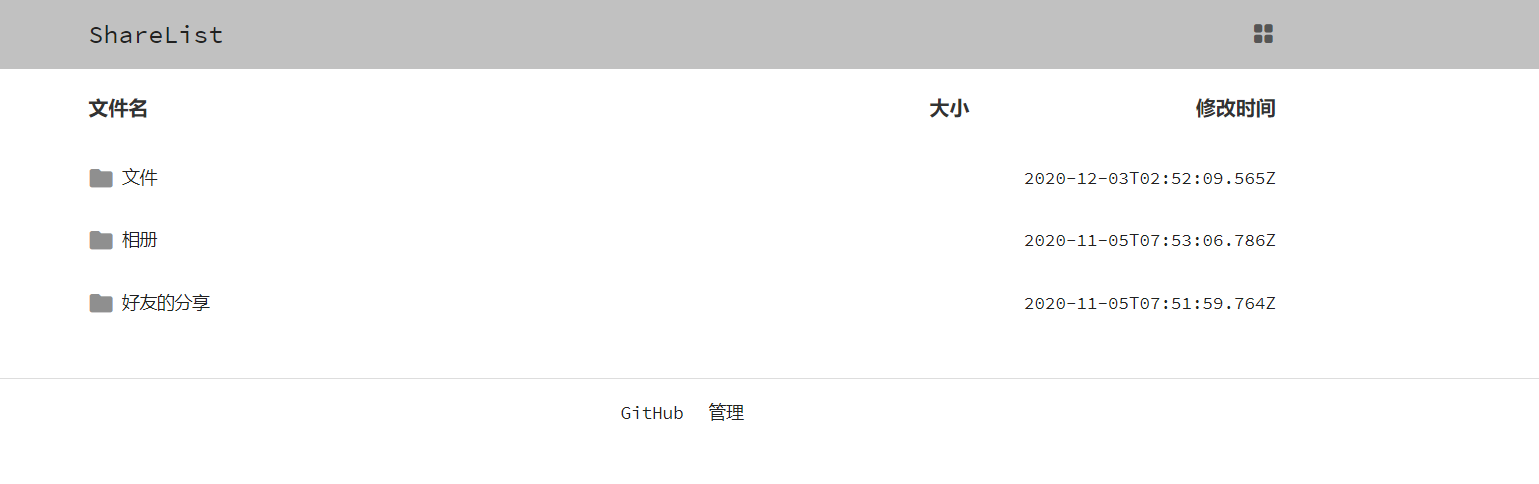 ShareList
文件名 大小 修改时间
文件 2020-12-03T02:52:09.565Z
相册 2020-11-05T07:53:06.786Z
好友的分享 2020-11-05T07:51:59.764Z
GitHub 管理